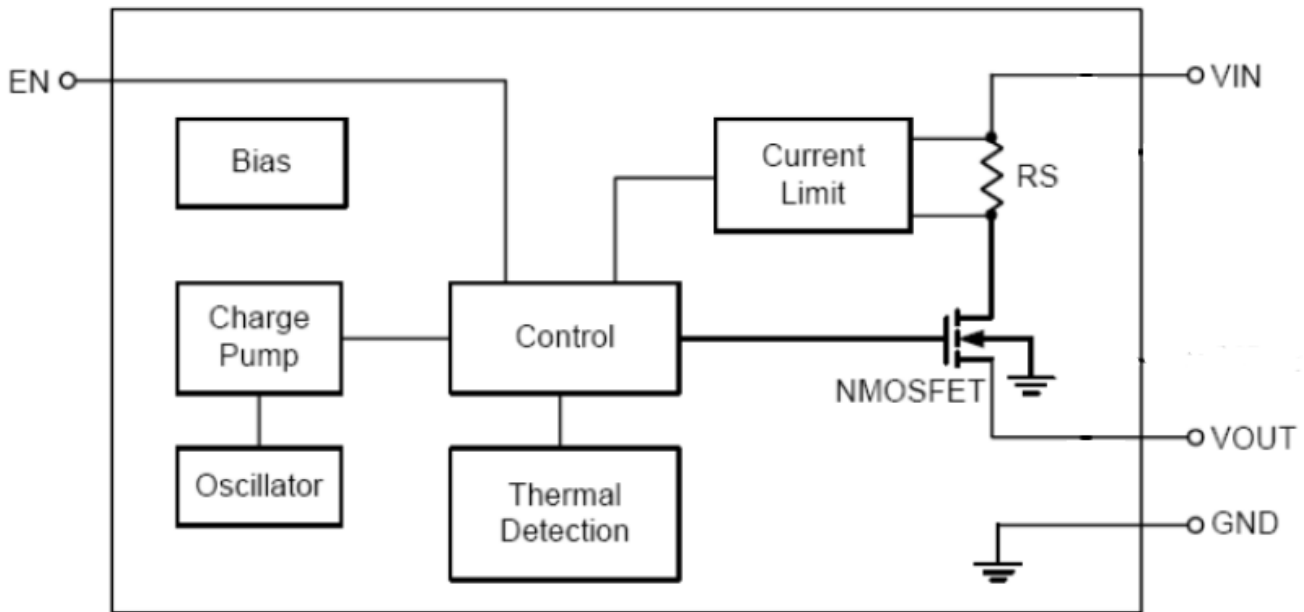 EN
VIN
Bias
Current
Limit
RS
Charge
Pump
Control
NMOSFET
VOUT
Oscillator
Thermal
Detection
GND